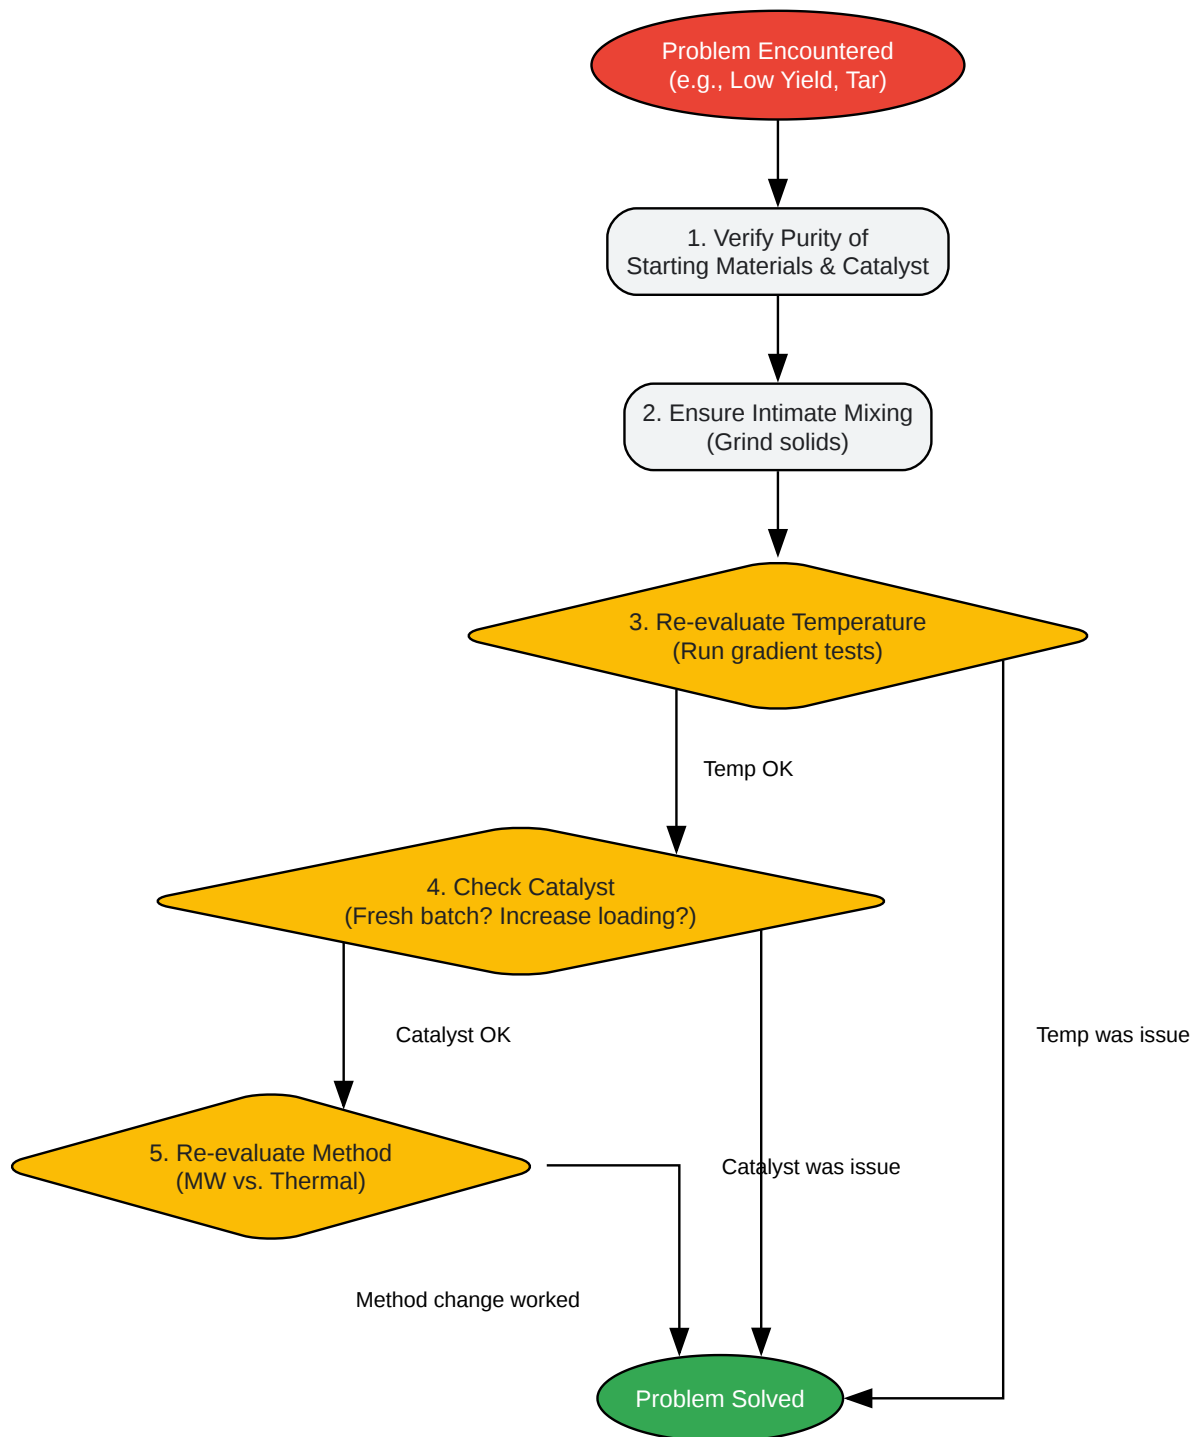 Problem Encountered
(e.g., Low Yield, Tar)
1. Verify Purity of
Starting Materials & Catalyst
2. Ensure Intimate Mixing
(Grind solids)
3. Re-evaluate Temperature
(Run gradient tests)
Temp OK
4. Check Catalyst
(Fresh batch? Increase loading?)
Catalyst OK
Temp was issue
5. Re-evaluate Method
(MW vs. Thermal)
Catalyst was issue
Method change worked
Problem Solved